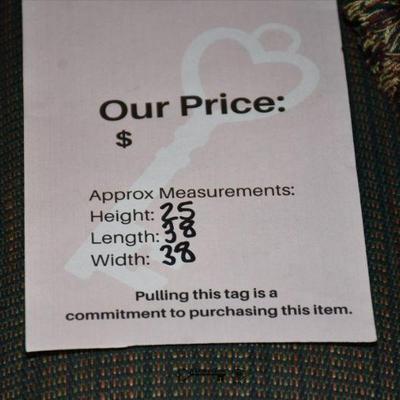 Our Price:
$
Approx Measurements:
Height: 25
Length: 38
Width: 38
Pulling this tag is a
commitment to purchasing this item.